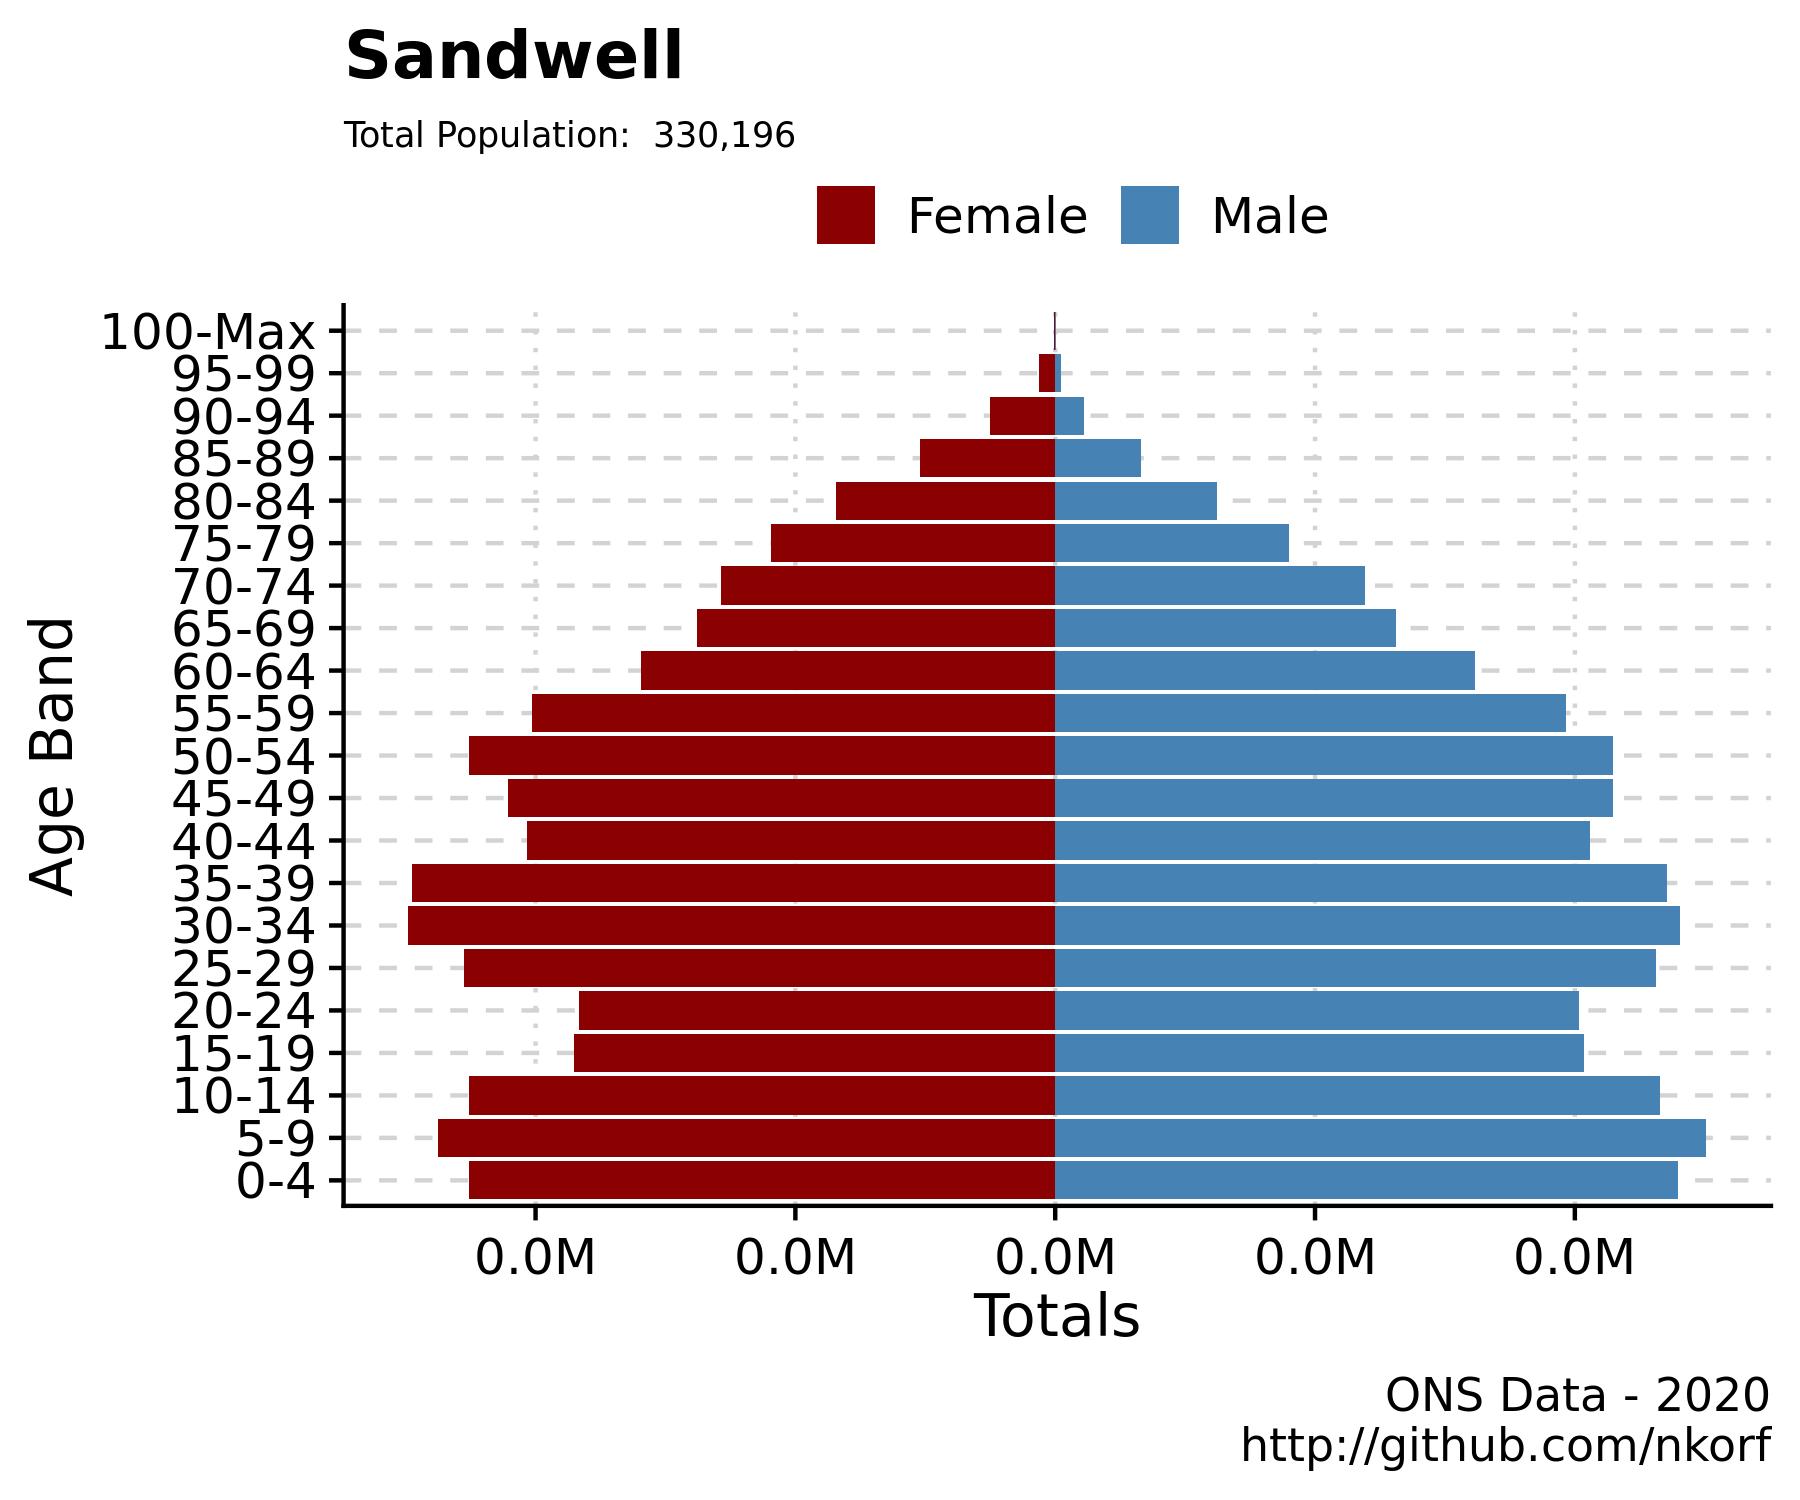 Sandwell
Total Population:  330,196
Female Male
100-Max
95-99
90-94
85-89
80-84
75-79
70-74
65-69
60-64
55-59
50-54
45-49
40-44
35-39
30-34
25-29
20-24
15-19
10-14
5-9
0-4
Age Band
0.0M 0.0M 0.0M 0.0M 0.0M
Totals
ONS Data - 2020
http://github.com/nkorf